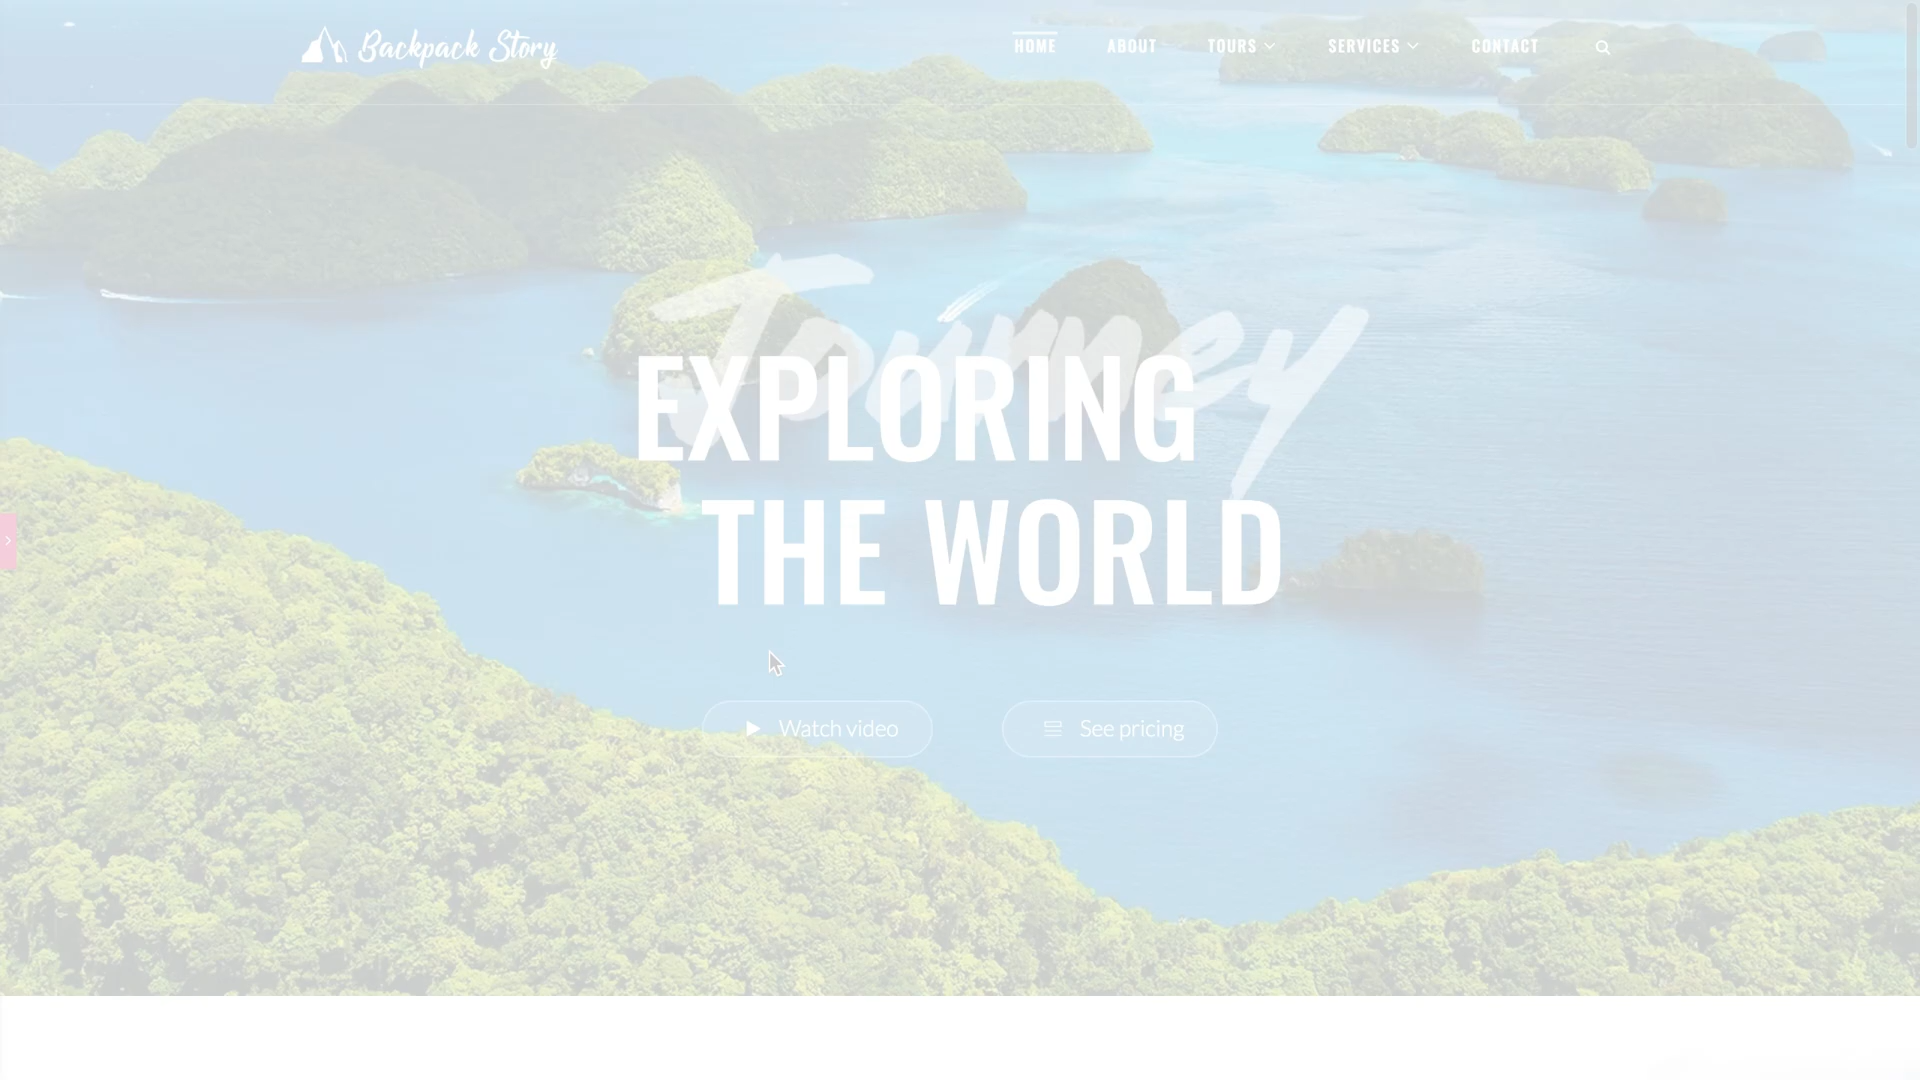 Backpack Story
HOME ABOUT TOURS SERVICES CONTACT
Journey
EXPLORING
THE WORLD
Watch video See pricing